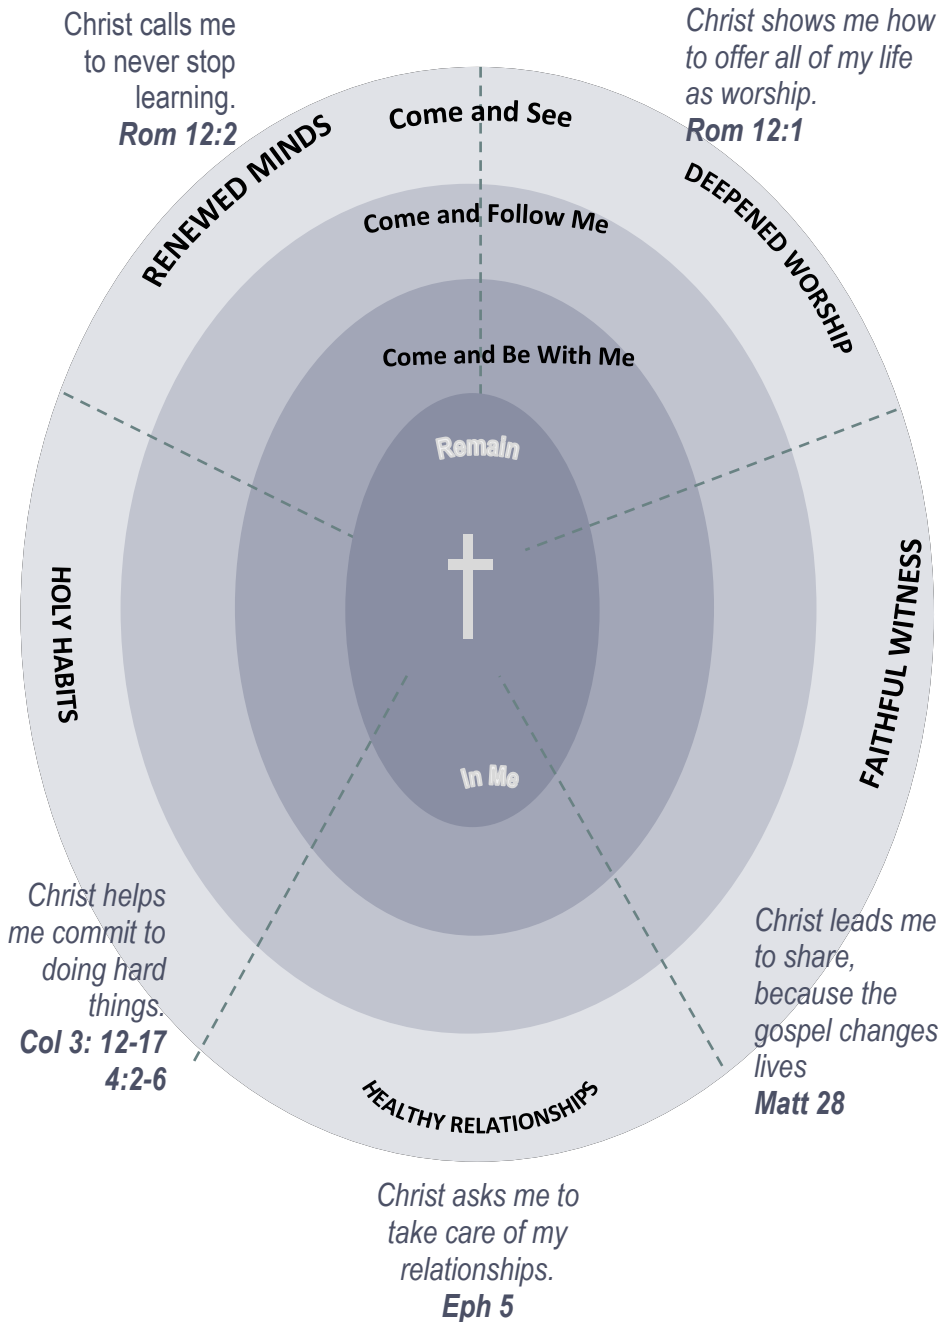 Christ calls me
to never stop
learning.
Rom 12:2
Christ shows me how
to offer all of my life
as worship.
Rom 12:1
Come and See
RENEWED MINDS
DEEPENED WORSHIP
Come and Follow Me
Come and Be With Me
Remain
In Me
HOLY HABITS
FAITHFUL WITNESS
Christ helps
me commit to
doing hard
things.
Col 3: 12-17
4:2-6
Christ leads me
to share,
because the
gospel changes
lives
Matt 28
HEALTHY RELATIONSHIPS
Christ asks me to
take care of my
relationships.
Eph 5